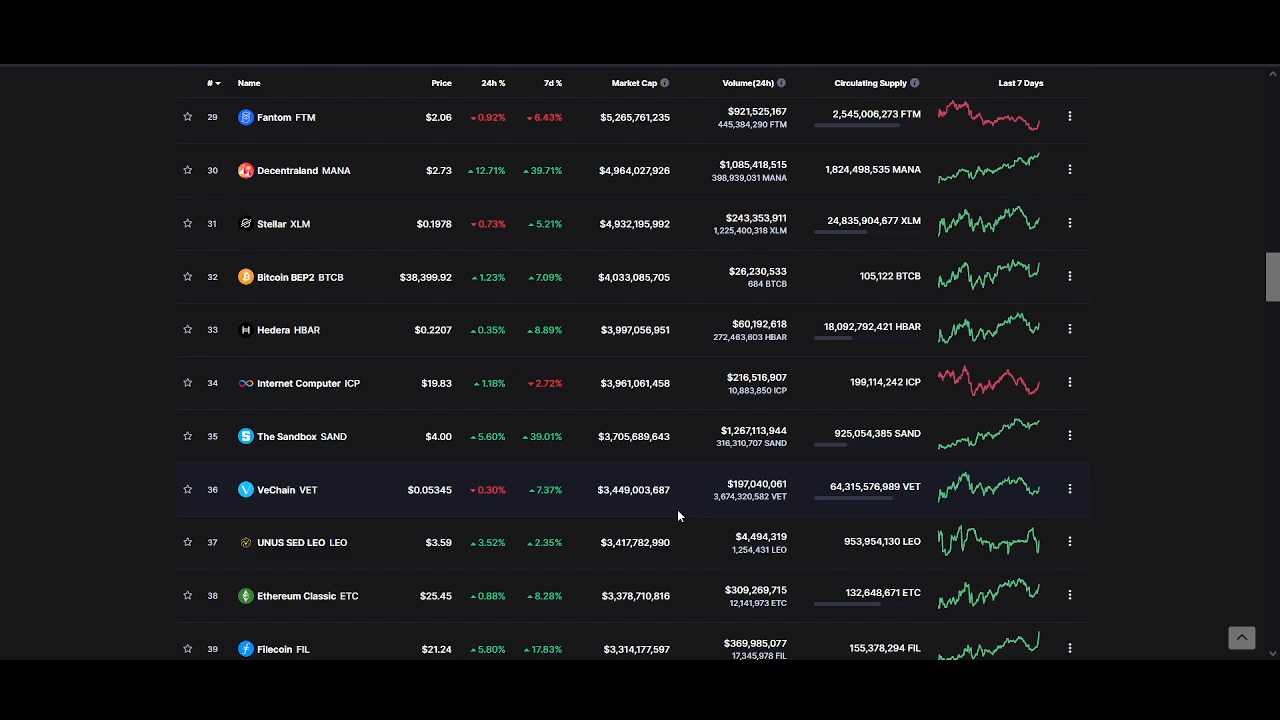 # Name Price 24h % 7d % Market Cap Volume(24h) Circulating Supply Last 7 Days
29 Fantom FTM $2.06 0.92% 6.43% $5,265,761,235 $921,525,167 2,545,006,273 FTM
445,384,290 FTM
30 Decentraland MANA $2.73 12.71% 39.71% $4,964,027,926 $1,085,418,515 1,824,498,535 MANA
398,939,031 MANA
31 Stellar XLM $0.1978 0.73% 5.21% $4,932,195,992 $243,353,911 24,835,904,677 XLM
1,225,400,318 XLM
32 Bitcoin BEP2 BTCB $38,399.92 1.23% 7.09% $4,033,085,705 $26,230,533 105,122 BTCB
684 BTCB
33 Hedera HBAR $0.2207 0.35% 8.89% $3,997,056,951 $60,192,618 18,092,792,421 HBAR
272,463,603 HBAR
34 Internet Computer ICP $19.83 1.18% 2.72% $3,961,061,458 $216,516,907 199,114,242 ICP
10,883,850 ICP
35 The Sandbox SAND $4.00 5.60% 39.01% $3,705,689,643 $1,267,113,944 925,054,385 SAND
316,310,707 SAND
36 VeChain VET $0.05345 0.30% 7.37% $3,449,003,687 $197,040,061 64,315,576,989 VET
3,674,320,582 VET
37 UNUS SED LEO LEO $3.59 3.52% 2.35% $3,417,782,990 $4,494,319 953,954,130 LEO
1,254,431 LEO
38 Ethereum Classic ETC $25.45 0.88% 8.28% $3,378,710,816 $309,269,715 132,648,671 ETC
12,141,973 ETC
39 Filecoin FIL $21.24 5.80% 17.83% $3,314,177,597 $369,985,077 155,378,294 FIL
17,345,978 FIL